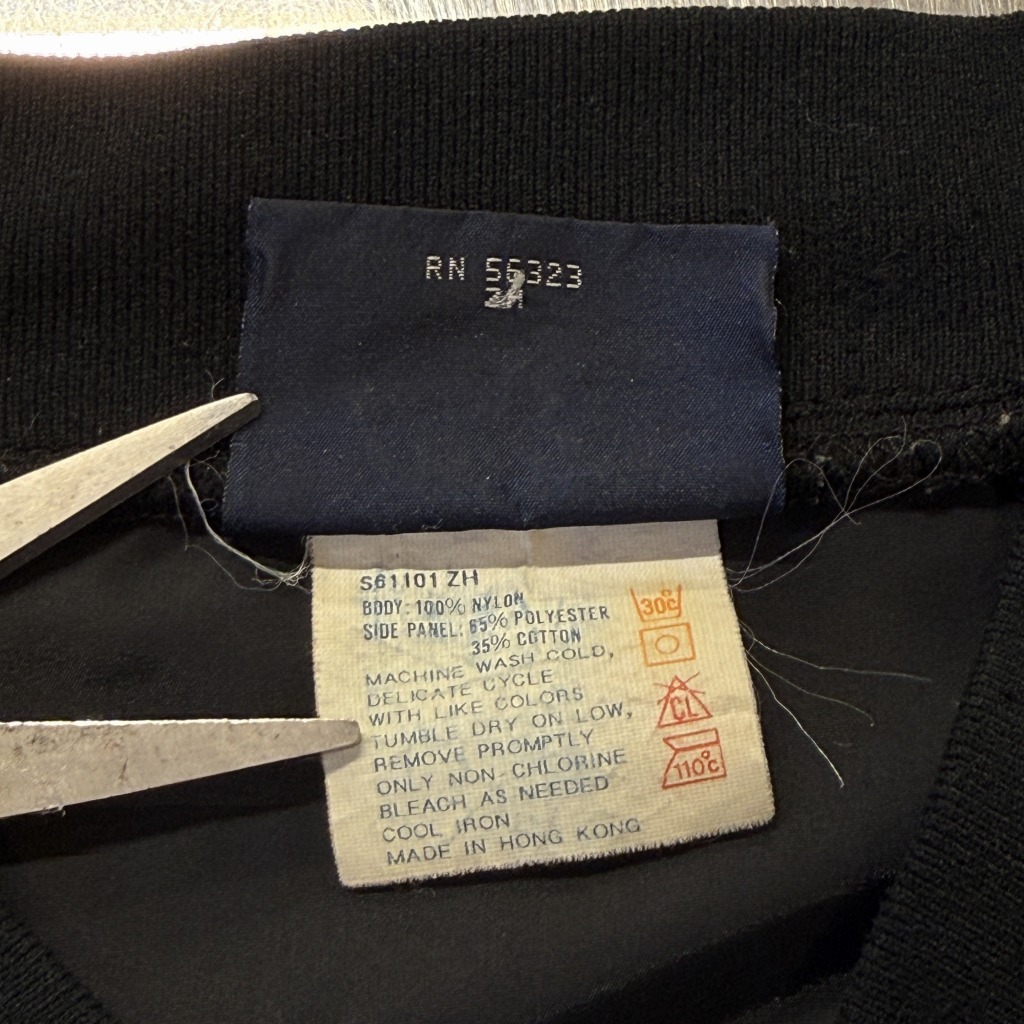 RN 56323
S61101 ZH
BODY: 100% NYLON
SIDE PANEL: 65% POLYESTER
35% COTTON
MACHINE WASH COLD,
DELICATE CYCLE
WITH LIKE COLORS
TUMBLE DRY ON LOW,
REMOVE PROMPTLY
ONLY NON-CHLORINE
BLEACH AS NEEDED
COOL IRON
MADE IN HONG KONG
30°C
CL
110°C